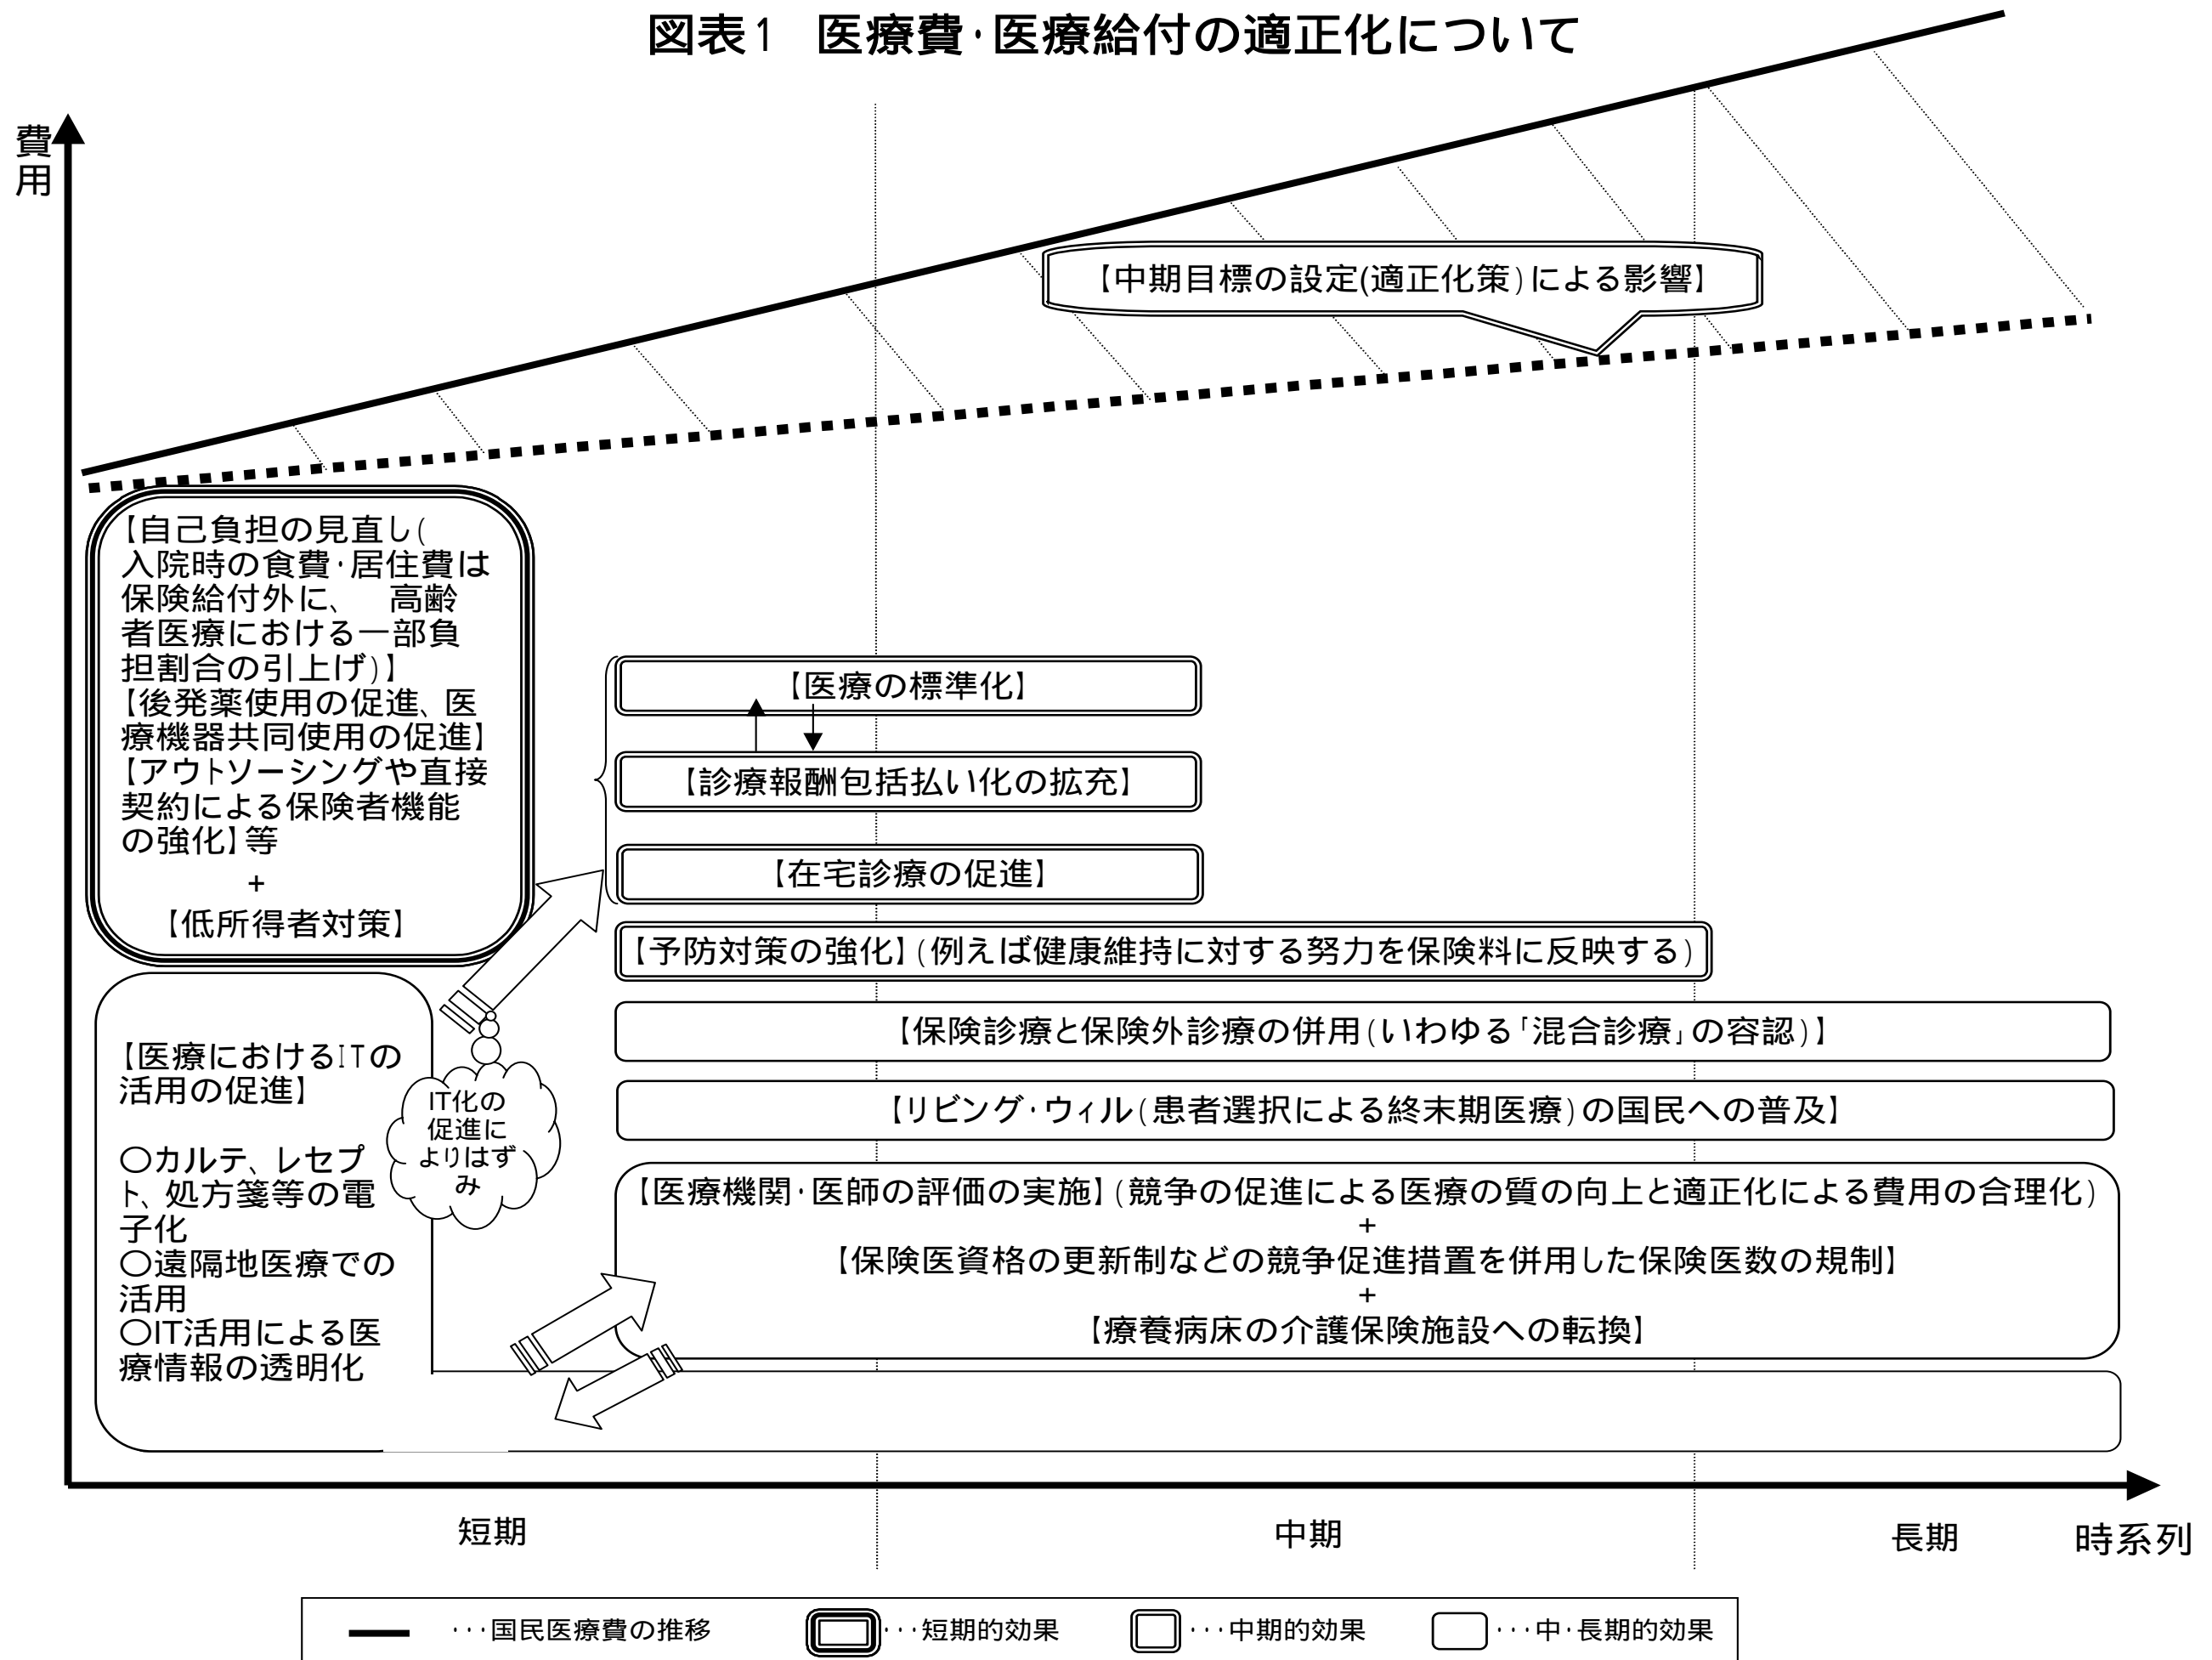 図表1　医療費・医療給付の適正化について
費用
【中期目標の設定(適正化策)による影響】
【自己負担の見直し(
入院時の食費・居住費は
保険給付外に、　高齢
者医療における一部負
担割合の引上げ)】
【後発薬使用の促進、医
療機器共同使用の促進】
【アウトソーシングや直接
契約による保険者機能
の強化】等
+
【低所得者対策】
【医療の標準化】
【診療報酬包括払い化の拡充】
【在宅診療の促進】
【予防対策の強化】(例えば健康維持に対する努力を保険料に反映する)
【保険診療と保険外診療の併用(いわゆる「混合診療」の容認)】
【リビング・ウィル(患者選択による終末期医療)の国民への普及】
【医療機関・医師の評価の実施】(競争の促進による医療の質の向上と適正化による費用の合理化)
+
【保険医資格の更新制などの競争促進措置を併用した保険医数の規制】
+
【療養病床の介護保険施設への転換】
【医療におけるITの
活用の促進】
○カルテ、レセプ
ト、処方箋等の電
子化
○遠隔地医療での
活用
○IT活用による医
療情報の透明化
IT化の
促進に
よりはず
み
短期
中期
長期
時系列
・・・国民医療費の推移
・・・短期的効果
・・・中期的効果
・・・中・長期的効果